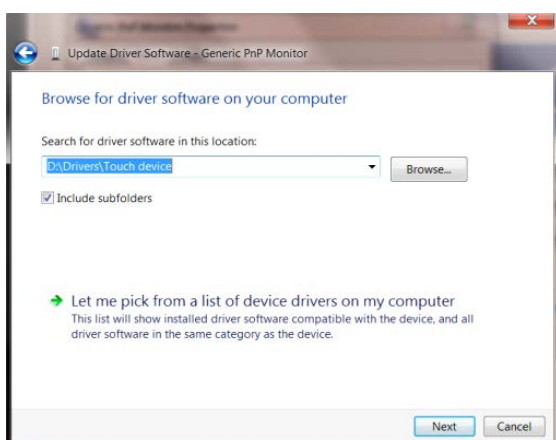 Update Driver Software - Generic PnP Monitor
Browse for driver software on your computer
Search for driver software in this location:
D:\Drivers\Touch device
Browse...
Include subfolders
Let me pick from a list of device drivers on my computer
This list will show installed driver software compatible with the device, and all
driver software in the same category as the device.
Next
Cancel